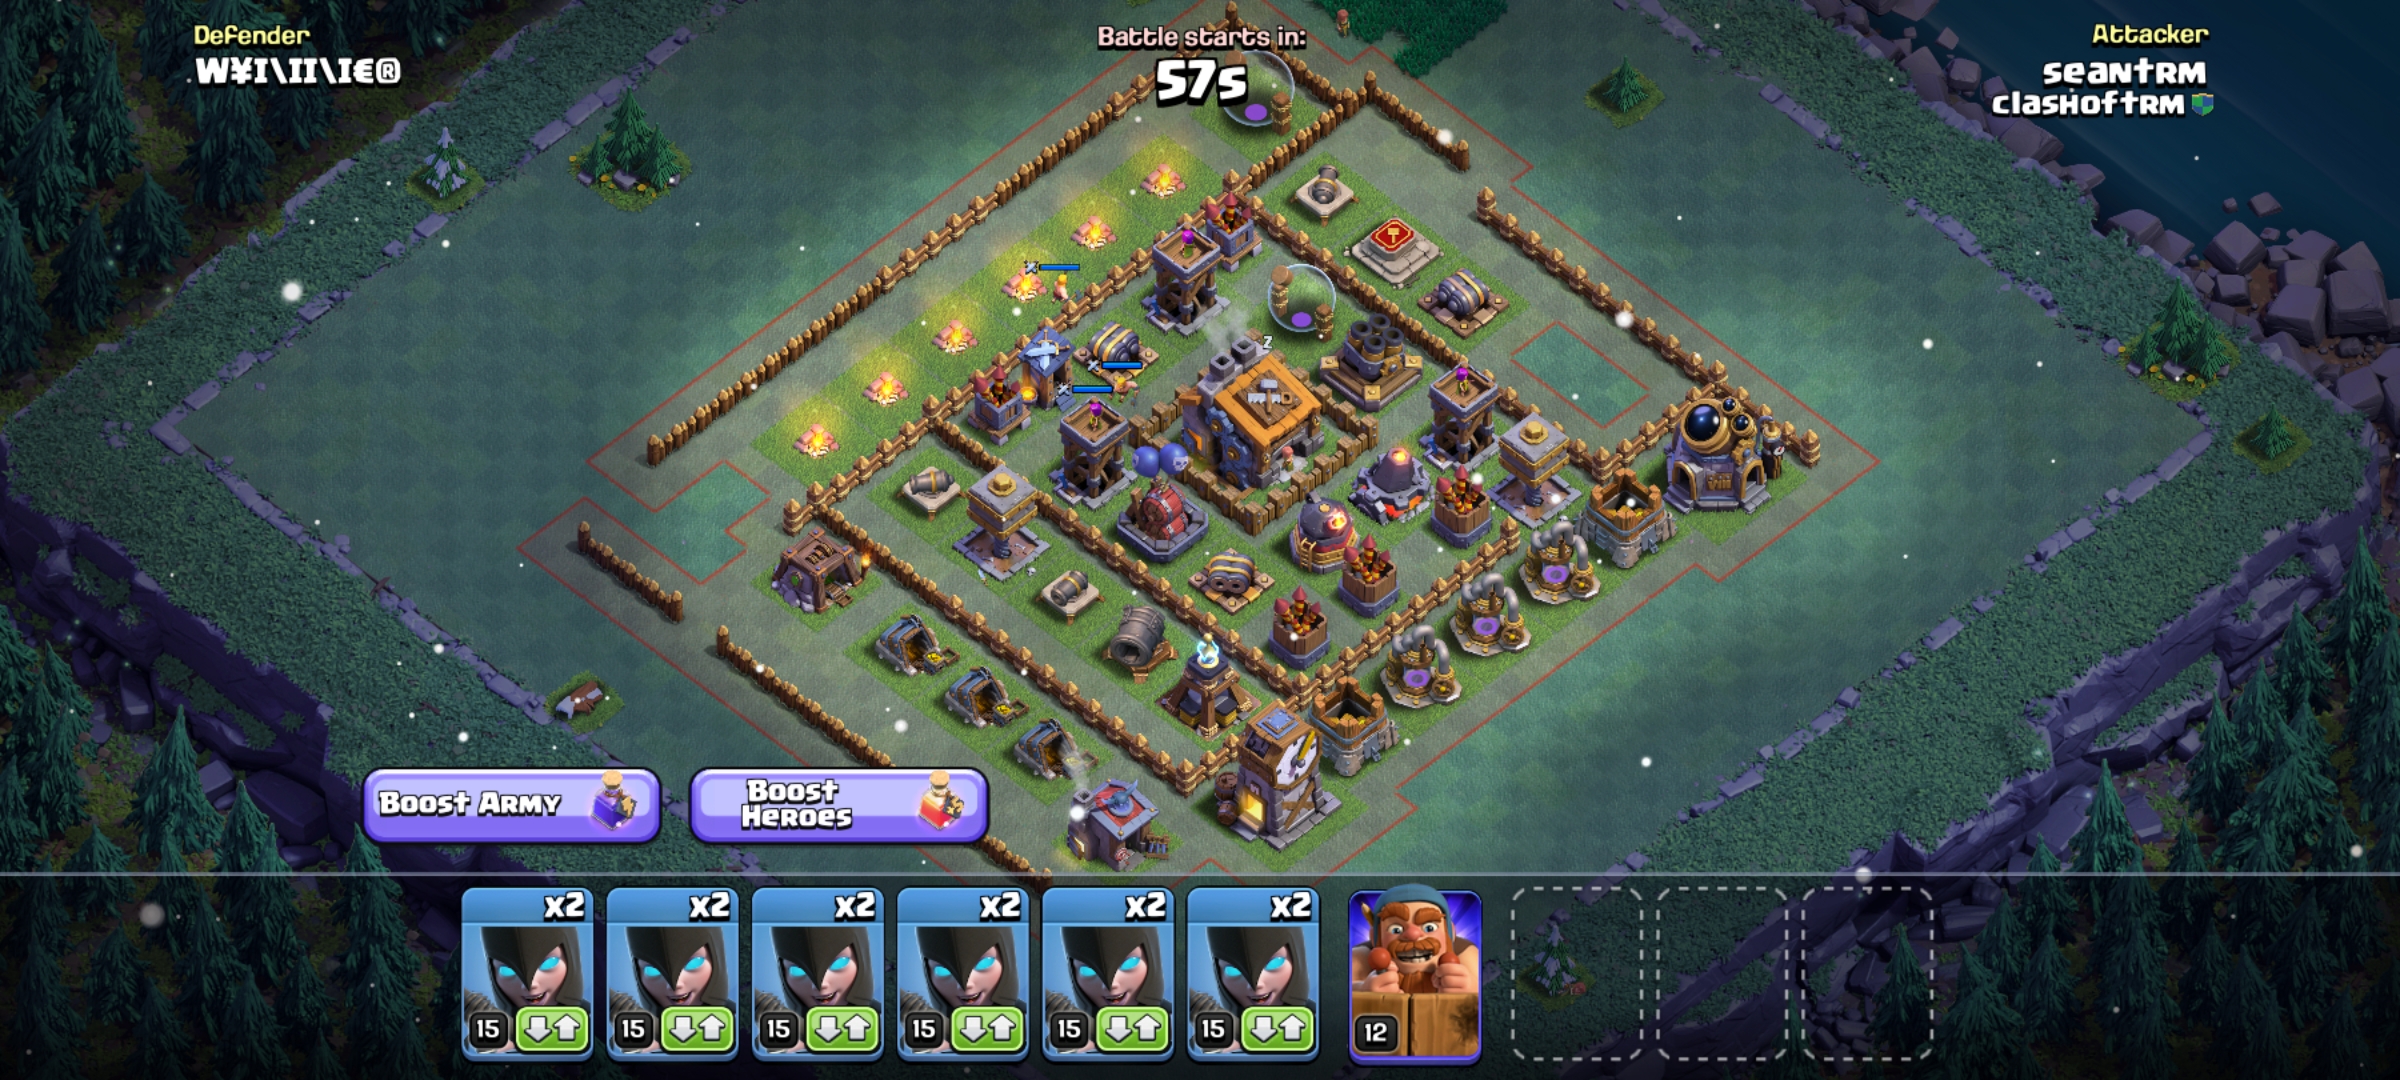 Defender
W¥I\II\I€®
Battle starts in:
57s
Attacker
seantrm
clashoftrm
z
Boost Army
Boost
Heroes
x2
x2
x2
x2
x2
x2
15
15
15
15
15
15
12